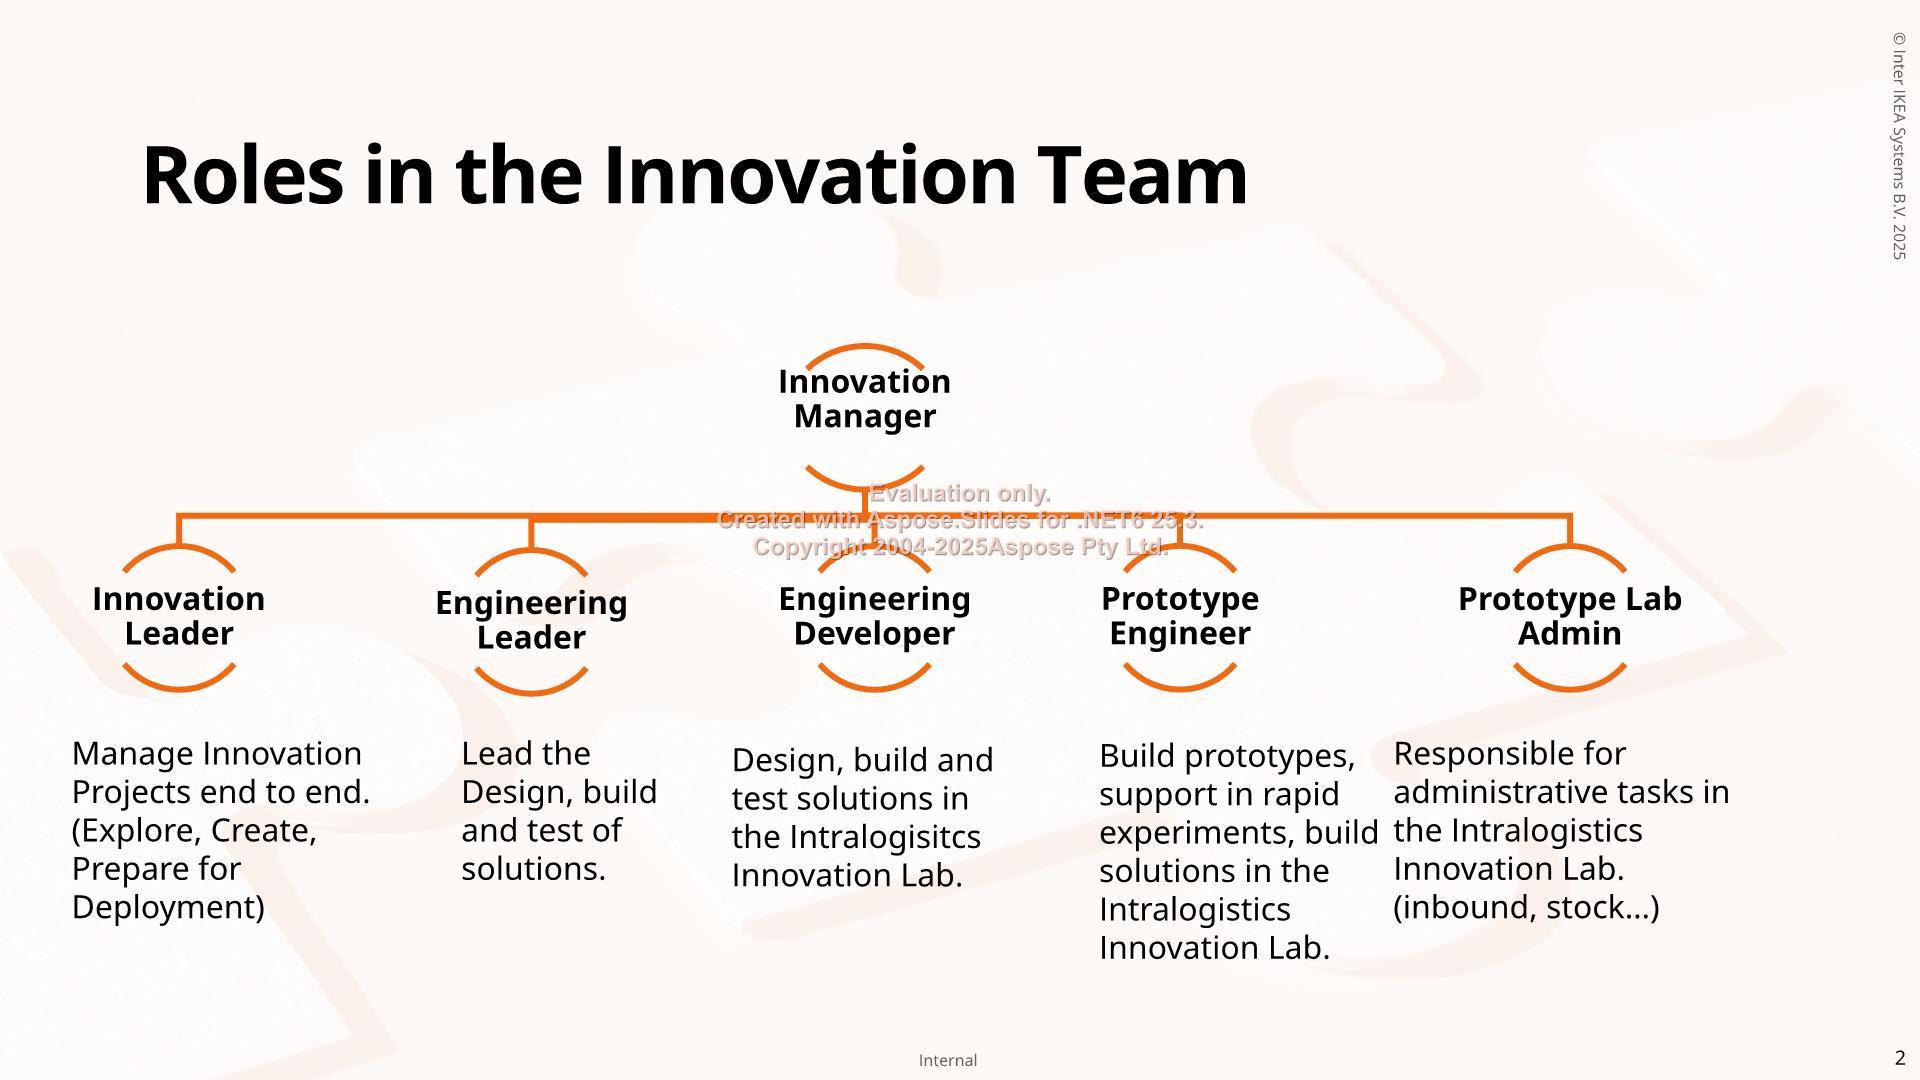 © Inter IKEA Systems B.V. 2025
Roles in the Innovation Team
Innovation
Manager
Evaluation only.
Created with Aspose.Slides for .NET6 25.3.
Copyright 2004-2025Aspose Pty Ltd.
Innovation
Leader
Engineering
Leader
Engineering
Developer
Prototype
Engineer
Prototype Lab
Admin
Manage Innovation
Projects end to end.
(Explore, Create,
Prepare for
Deployment)
Lead the
Design, build
and test of
solutions.
Design, build and
test solutions in
the Intralogisitcs
Innovation Lab.
Build prototypes,
support in rapid
experiments, build
solutions in the
Intralogistics
Innovation Lab.
Responsible for
administrative tasks in
the Intralogistics
Innovation Lab.
(inbound, stock...)
Internal
2